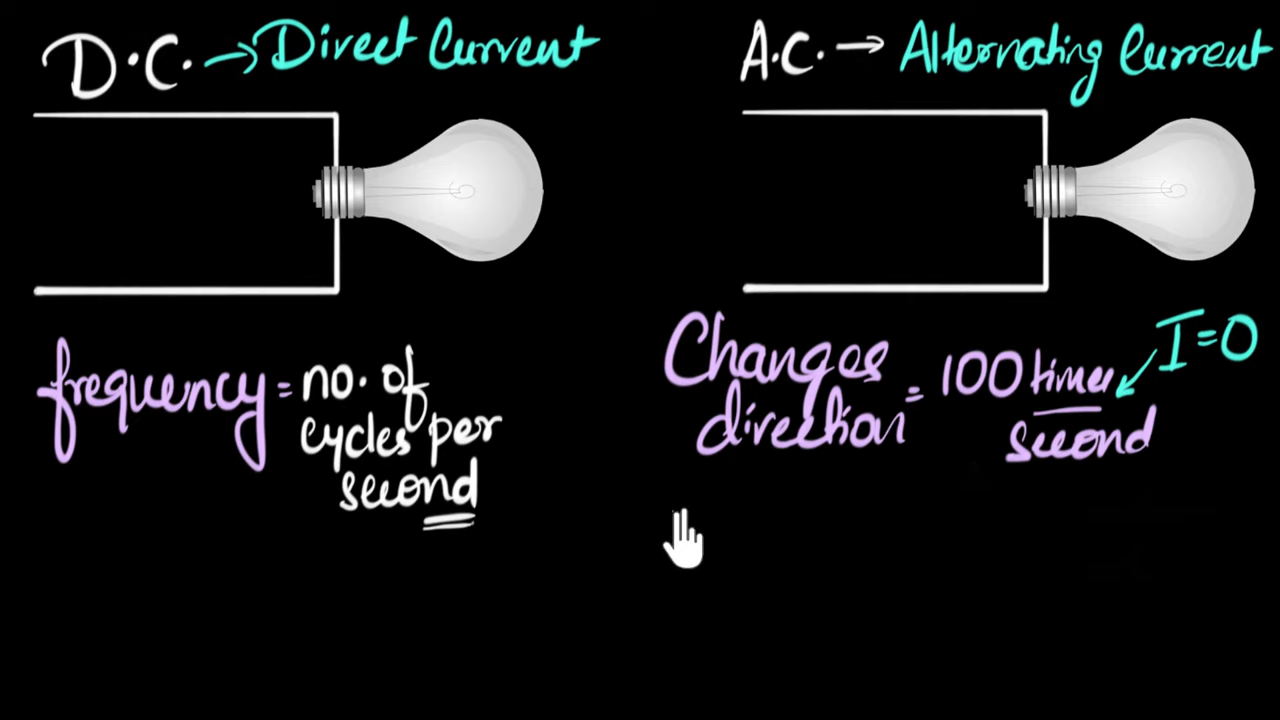 D.C. → Direct Current
A.C. → Alternating Current
frequency = no. of
cycles per
second
Changes
direction = 100 times
second
I=0